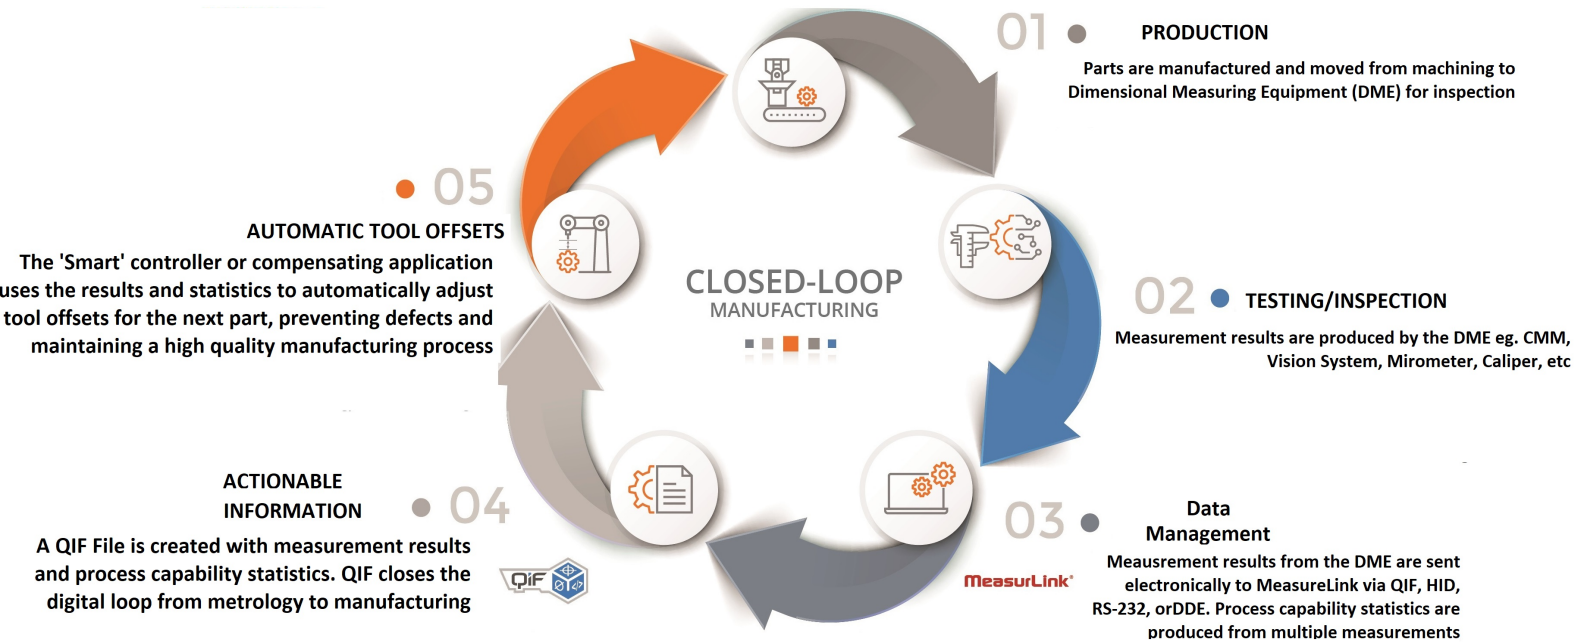 01
PRODUCTION
Parts are manufactured and moved from machining to
Dimensional Measuring Equipment (DME) for inspection
05
AUTOMATIC TOOL OFFSETS
The 'Smart' controller or compensating application
uses the results and statistics to automatically adjust
tool offsets for the next part, preventing defects and
maintaining a high quality manufacturing process
CLOSED-LOOP
MANUFACTURING
02
TESTING/INSPECTION
Measurement results are produced by the DME eg. CMM,
Vision System, Mirometer, Caliper, etc
04
ACTIONABLE
INFORMATION
A QIF File is created with measurement results
and process capability statistics. QIF closes the
digital loop from metrology to manufacturing
QiF
03
Data
Management
MeasurLink®
Meausrement results from the DME are sent
electronically to MeasureLink via QIF, HID,
RS-232, orDDE. Process capability statistics are
produced from multiple measurements